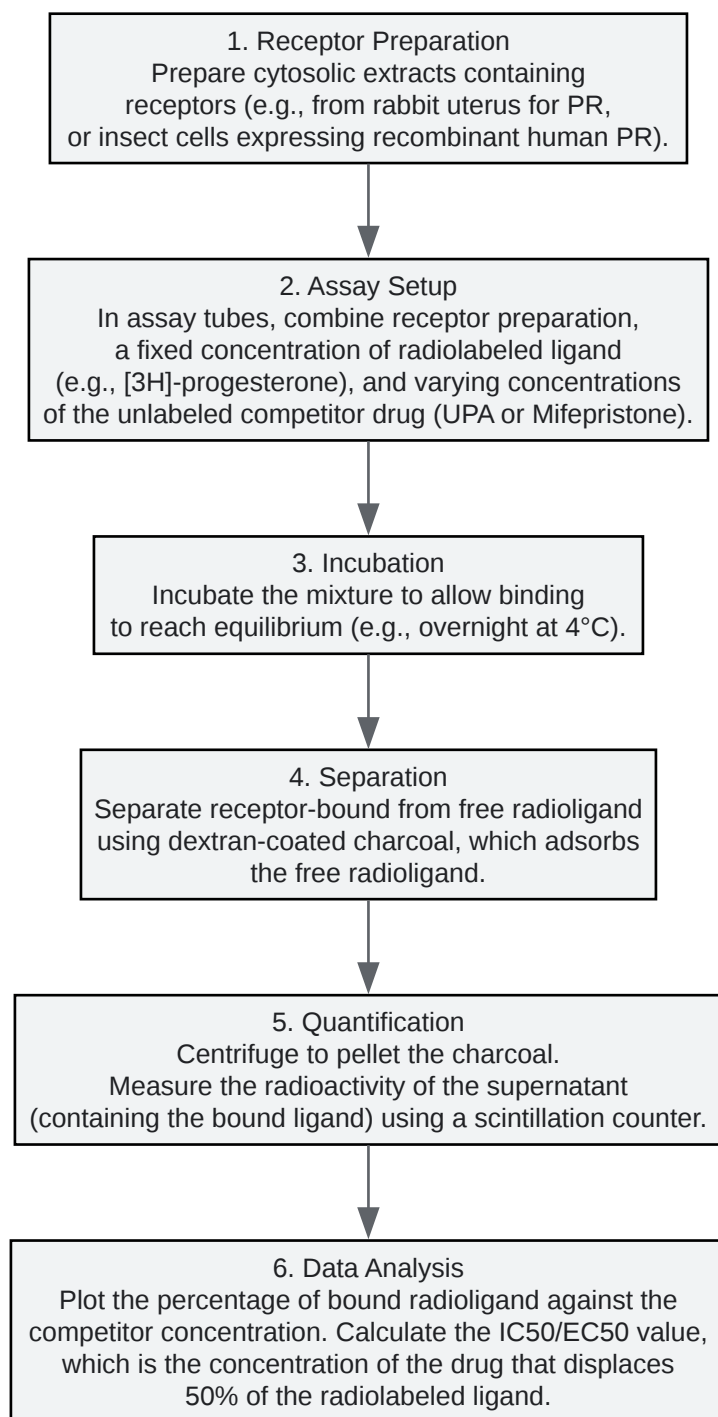 1. Receptor Preparation
Prepare cytosolic extracts containing
receptors (e.g., from rabbit uterus for PR,
or insect cells expressing recombinant human PR).
2. Assay Setup
In assay tubes, combine receptor preparation,
a fixed concentration of radiolabeled ligand
(e.g., [3H]-progesterone), and varying concentrations
of the unlabeled competitor drug (UPA or Mifepristone).
3. Incubation
Incubate the mixture to allow binding
to reach equilibrium (e.g., overnight at 4°C).
4. Separation
Separate receptor-bound from free radioligand
using dextran-coated charcoal, which adsorbs
the free radioligand.
5. Quantification
Centrifuge to pellet the charcoal.
Measure the radioactivity of the supernatant
(containing the bound ligand) using a scintillation counter.
6. Data Analysis
Plot the percentage of bound radioligand against the
competitor concentration. Calculate the IC50/EC50 value,
which is the concentration of the drug that displaces
50% of the radiolabeled ligand.